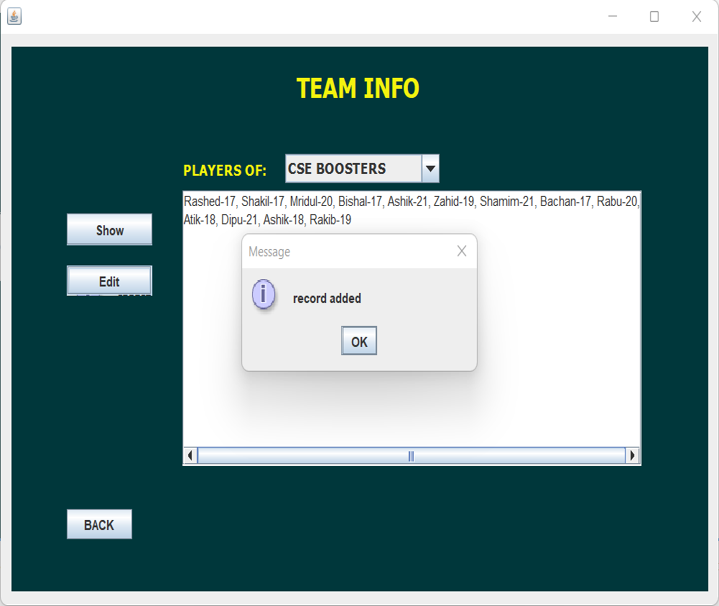 TEAM INFO
PLAYERS OF: CSE BOOSTERS
Rashed-17, Shakil-17, Mridul-20, Bishal-17, Ashik-21, Zahid-19, Shamim-21, Bachan-17, Rabu-20,
Atik-18, Dipu-21, Ashik-18, Rakib-19
Show
Message
Edit
record added
OK
BACK